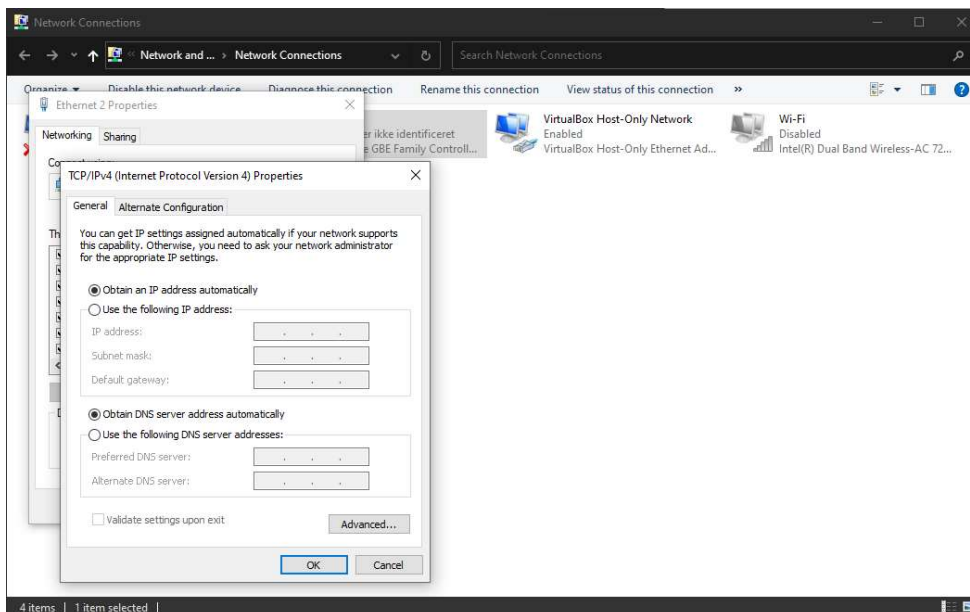 Network Connections
Network and ... › Network Connections
Search Network Connections
Organize
Disable this network device
Diagnose this connection
Rename this connection
View status of this connection
»
Ethernet 2 Properties
Networking
Sharing
er ikke identificeret
e GBE Family Controll...
VirtualBox Host-Only Network
Enabled
VirtualBox Host-Only Ethernet Ad...
Wi-Fi
Disabled
Intel(R) Dual Band Wireless-AC 72...
TCP/IPv4 (Internet Protocol Version 4) Properties
General
Alternate Configuration
You can get IP settings assigned automatically if your network supports
this capability. Otherwise, you need to ask your network administrator
for the appropriate IP settings.
Obtain an IP address automatically
Use the following IP address:
IP address:
Subnet mask:
Default gateway:
Obtain DNS server address automatically
Use the following DNS server addresses:
Preferred DNS server:
Alternate DNS server:
Validate settings upon exit
Advanced...
OK
Cancel
4 items | 1 item selected |